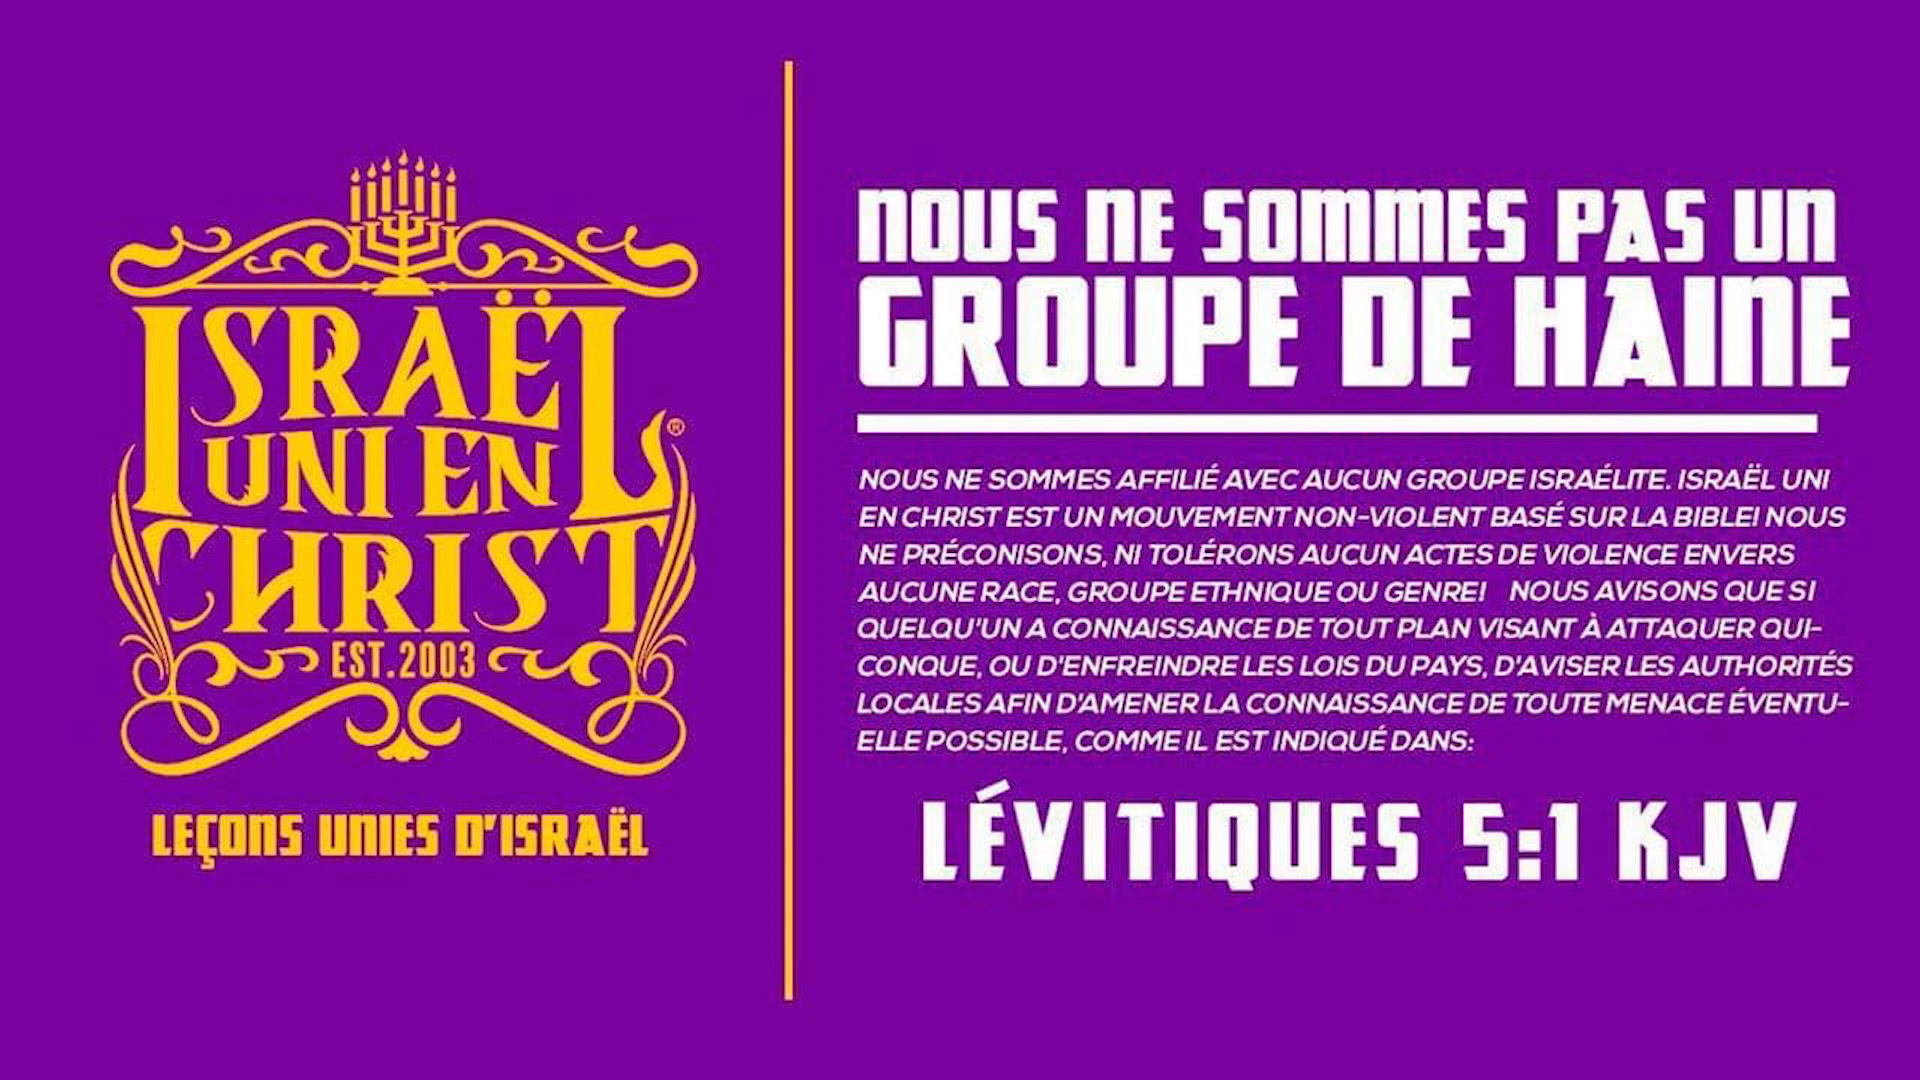 ISRAËL
UNI EN
CHRIST
®
EST. 2003
LEÇONS UNIES D'ISRAËL
NOUS NE SOMMES PAS UN
GROUPE DE HAINE
NOUS NE SOMMES AFFILIÉ AVEC AUCUN GROUPE ISRAÉLITE. ISRAËL UNI
EN CHRIST EST UN MOUVEMENT NON-VIOLENT BASÉ SUR LA BIBLE! NOUS
NE PRÉCONISONS, NI TOLÉRONS AUCUN ACTES DE VIOLENCE ENVERS
AUCUNE RACE, GROUPE ETHNIQUE OU GENRE! NOUS AVISONS QUE SI
QUELQU'UN A CONNAISSANCE DE TOUT PLAN VISANT À ATTAQUER QUI-
CONQUE, OU D'ENFREINDRE LES LOIS DU PAYS, D'AVISER LES AUTHORITÉS
LOCALES AFIN D'AMENER LA CONNAISSANCE DE TOUTE MENACE ÉVENTU-
ELLE POSSIBLE, COMME IL EST INDIQUÉ DANS:
LÉVITIQUES 5:1 KJV